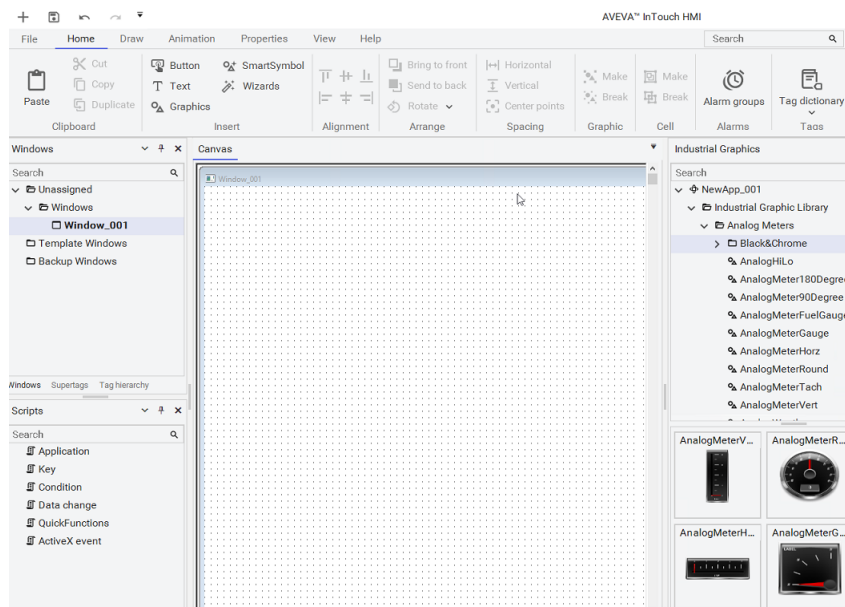 AVEVA™ InTouch HMI
File Home Draw Animation Properties View Help Search
Cut Button SmartSymbol Bring to front Horizontal
Copy Text Wizards Send to back Vertical Make Make
Paste Duplicate Graphics Rotate Center points Break Break Alarm groups Tag dictionary
Clipboard Insert Alignment Arrange Spacing Graphic Cell Alarms Tags
Windows
Search
Unassigned
Windows
Window_001
Template Windows
Backup Windows
Windows Supertags Tag hierarchy
Scripts
Search
Application
Key
Condition
Data change
QuickFunctions
ActiveX event
Canvas
Window_001
Industrial Graphics
Search
NewApp_001
Industrial Graphic Library
Analog Meters
Black&Chrome
AnalogHiLo
AnalogMeter180Degree
AnalogMeter90Degree
AnalogMeterFuelGauge
AnalogMeterGauge
AnalogMeterHorz
AnalogMeterRound
AnalogMeterTach
AnalogMeterVert
AnalogMeterV... AnalogMeterR...
AnalogMeterH... AnalogMeterG...